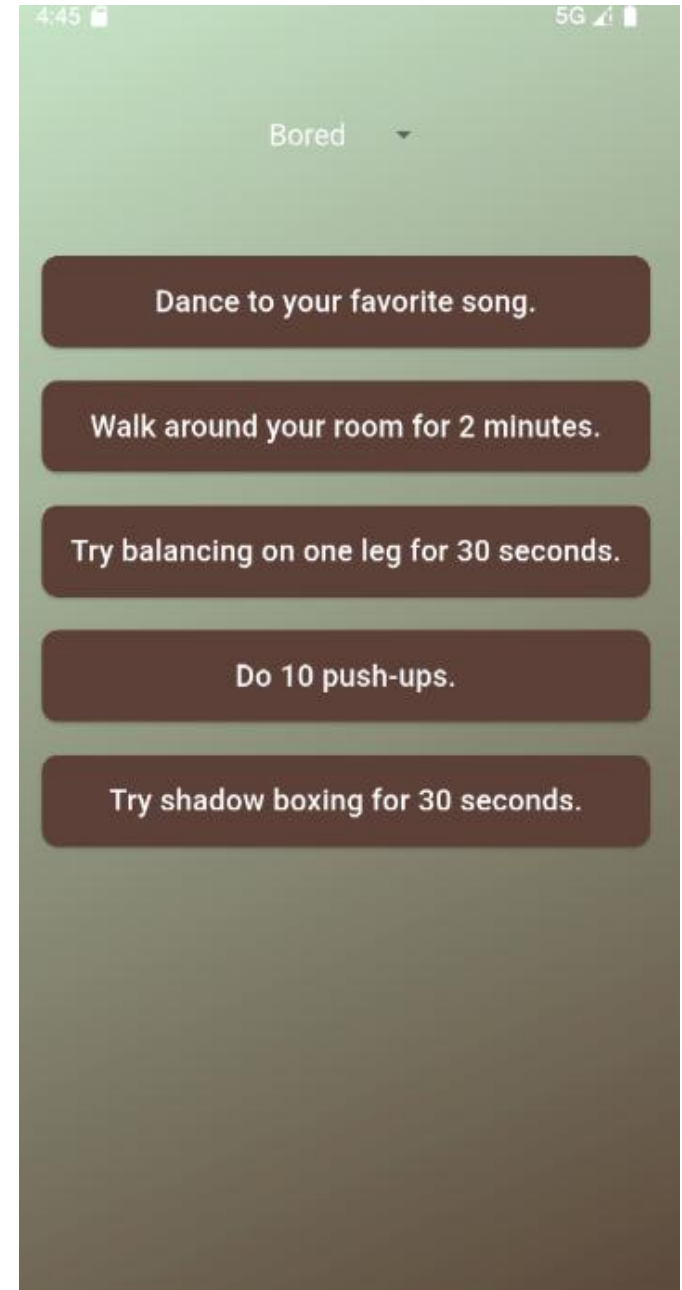 4:45 5G
Bored
Dance to your favorite song.
Walk around your room for 2 minutes.
Try balancing on one leg for 30 seconds.
Do 10 push-ups.
Try shadow boxing for 30 seconds.